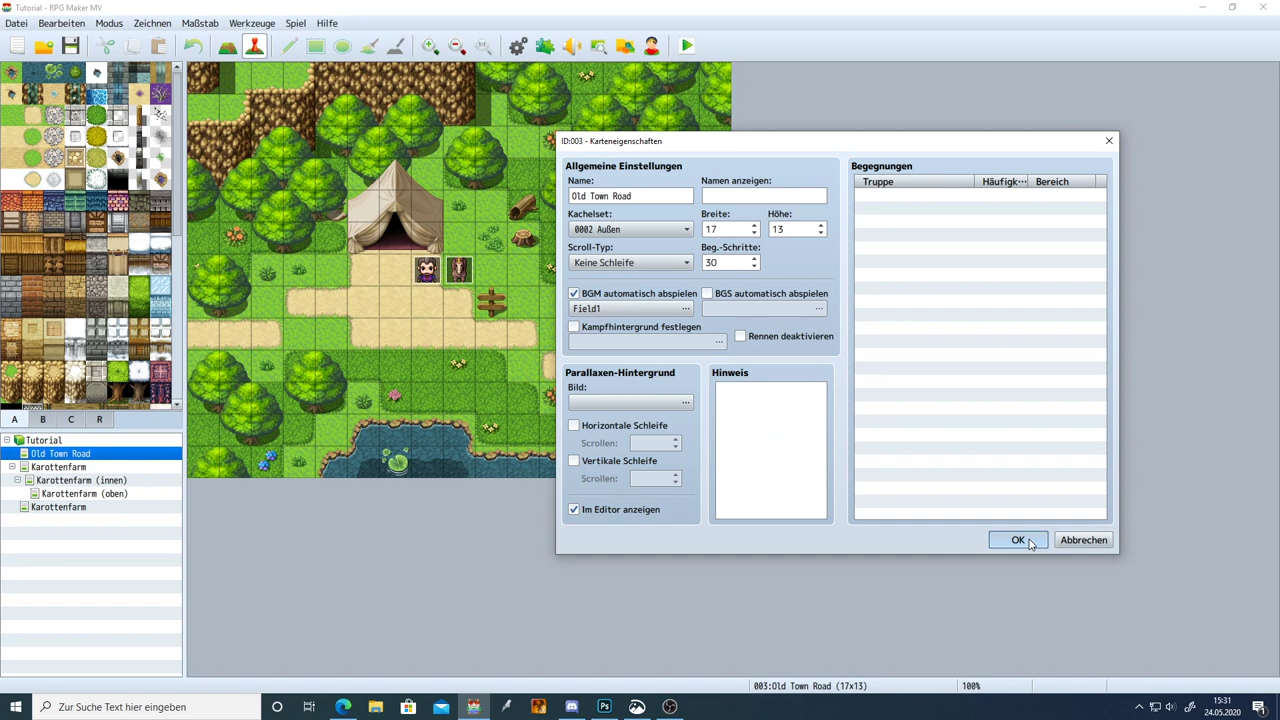 Tutorial - RPG Maker MV
Datei Bearbeiten Modus Zeichnen Maßstab Werkzeuge Spiel Hilfe
ID:003 - Karteneigenschaften
Allgemeine Einstellungen
Name: Namen anzeigen:
Old Town Road
Kachelset: Breite: Höhe:
0002 Außen 17 13
Scroll-Typ: Beg.-Schritte:
Keine Schleife 30
BGM automatisch abspielen BGS automatisch abspielen
Field1
Kampfhintergrund festlegen
Rennen deaktivieren
Parallaxen-Hintergrund
Bild:
Horizontale Schleife
Scrollen:
Vertikale Schleife
Scrollen:
Im Editor anzeigen
Hinweis
Begegnungen
Truppe Häufigk··· Bereich
OK Abbrechen
A B C R
Tutorial
Old Town Road
Karottenfarm
Karottenfarm (innen)
Karottenfarm (oben)
Karottenfarm
003:Old Town Road (17x13) 100%
Zur Suche Text hier eingeben
15:31
24.05.2020